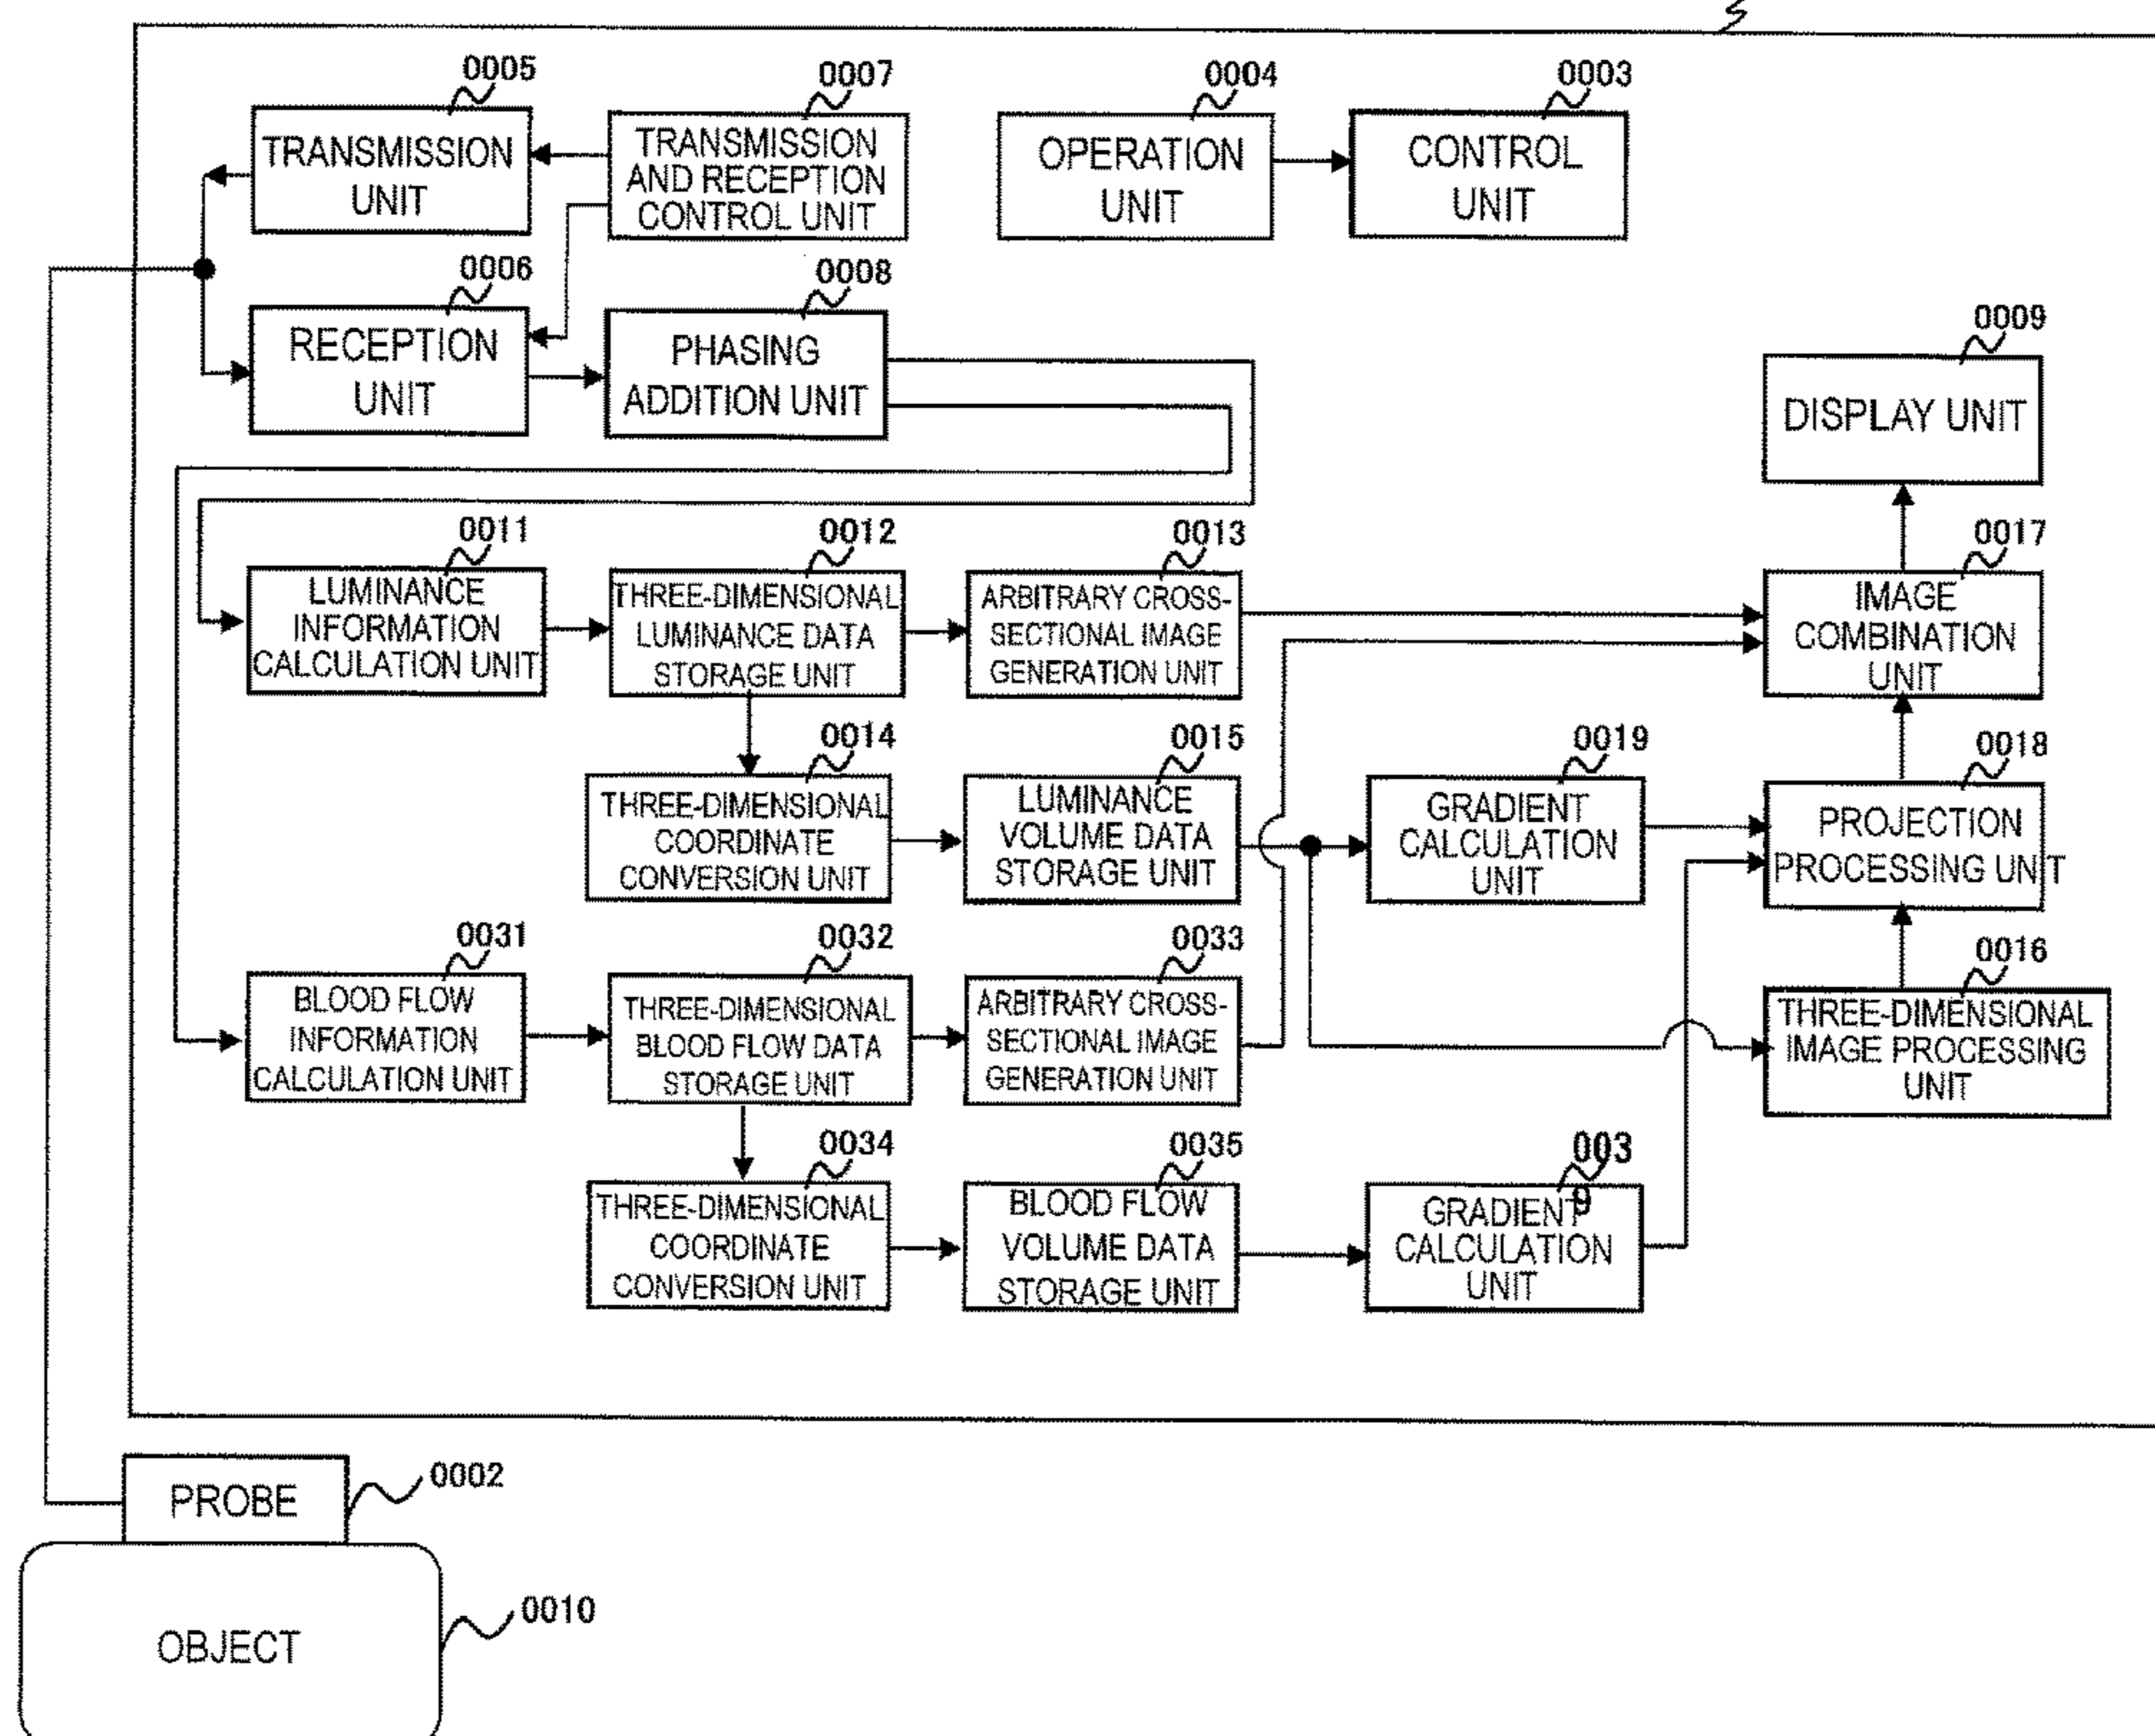 0005
TRANSMISSION
UNIT
0007
TRANSMISSION
AND RECEPTION
CONTROL UNIT
0004
OPERATION
UNIT
0003
CONTROL
UNIT
0006
RECEPTION
UNIT
0008
PHASING
ADDITION UNIT
0009
DISPLAY UNIT
0011
LUMINANCE
INFORMATION
CALCULATION UNIT
0012
THREE-DIMENSIONAL
LUMINANCE DATA
STORAGE UNIT
0013
ARBITRARY CROSS-
SECTIONAL IMAGE
GENERATION UNIT
0017
IMAGE
COMBINATION
UNIT
0014
THREE-DIMENSIONAL
COORDINATE
CONVERSION UNIT
0015
LUMINANCE
VOLUME DATA
STORAGE UNIT
0019
GRADIENT
CALCULATION
UNIT
0018
PROJECTION
PROCESSING UNIT
0031
BLOOD FLOW
INFORMATION
CALCULATION UNIT
0032
THREE-DIMENSIONAL
BLOOD FLOW DATA
STORAGE UNIT
0033
ARBITRARY CROSS-
SECTIONAL IMAGE
GENERATION UNIT
0016
THREE-DIMENSIONAL
IMAGE PROCESSING
UNIT
0034
THREE-DIMENSIONAL
COORDINATE
CONVERSION UNIT
0035
BLOOD FLOW
VOLUME DATA
STORAGE UNIT
003
9
GRADIENT
CALCULATION
UNIT
PROBE
0002
OBJECT
0010